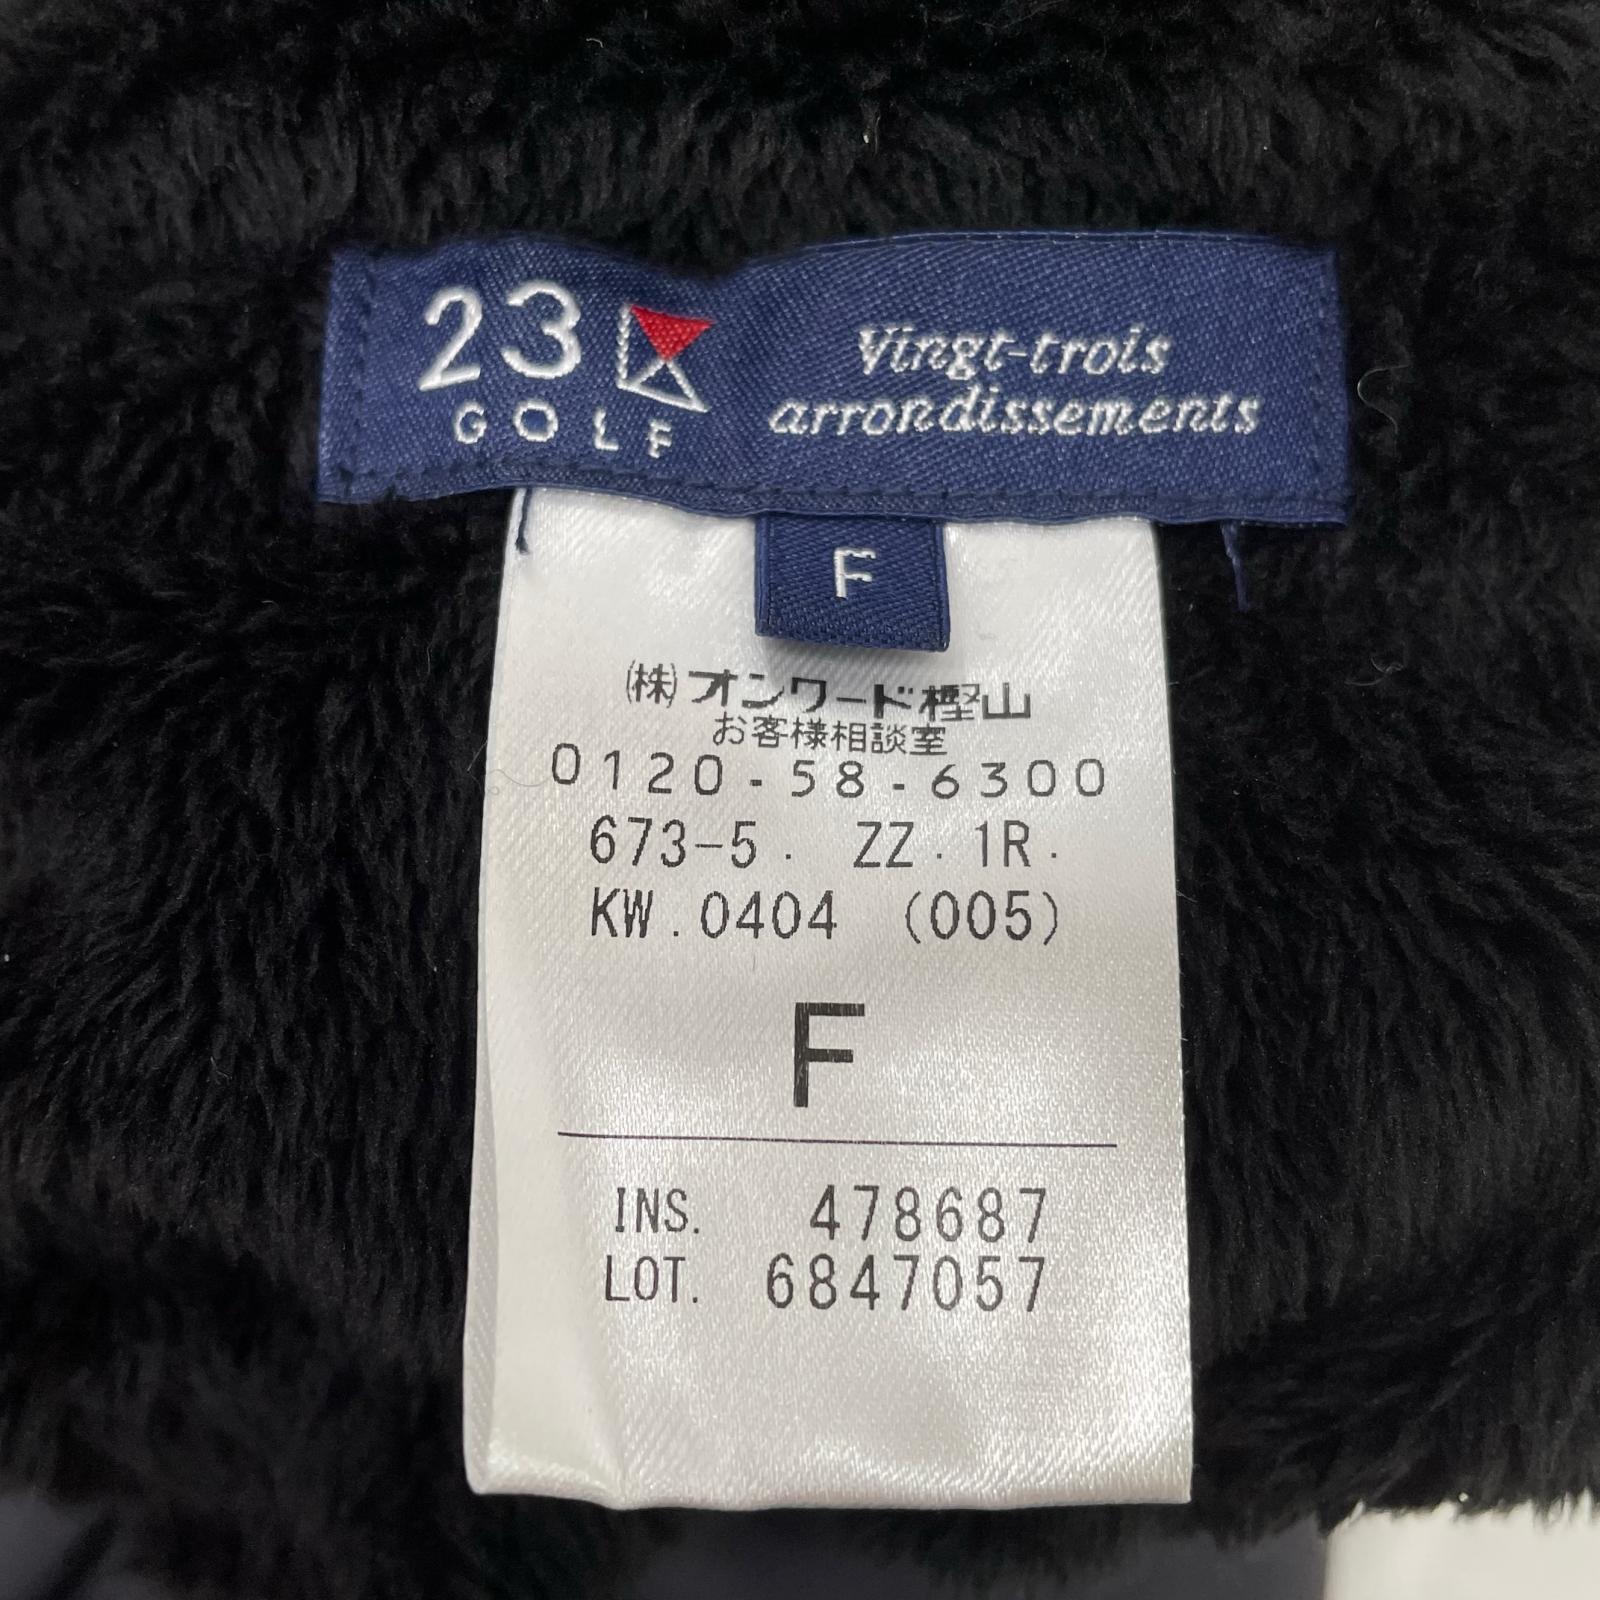 23
GOLF
Vingt-trois
arrondissements
F
(株)オンワード樫山
お客様相談室
0120-58-6300
673-5. ZZ. 1R.
KW.0404 (005)
F
INS. 478687
LOT. 6847057